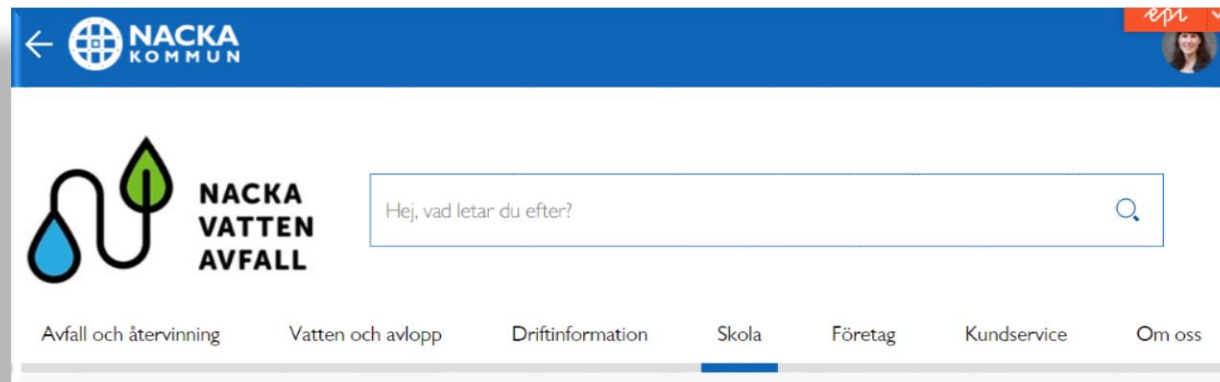 NACKA
KOMMUN
epi
NACKA
VATTEN
AVFALL
Hej, vad letar du efter?
Avfall och återvinning Vatten och avlopp Driftinformation Skola Företag Kundservice Om oss